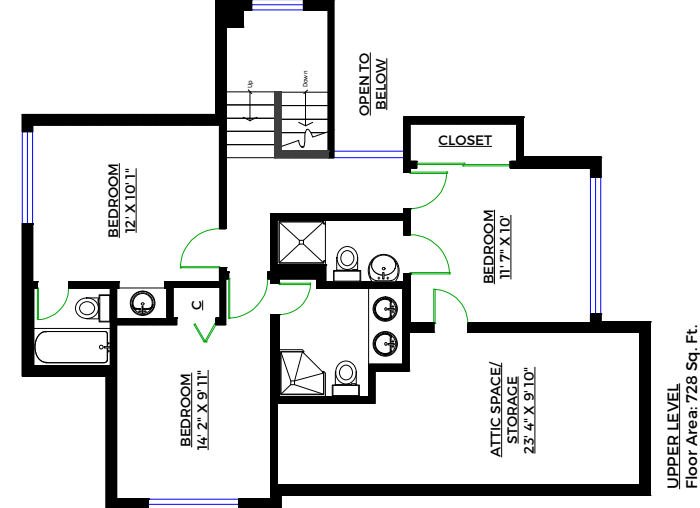 Up
Down
OPEN TO
BELOW
CLOSET
BEDROOM
12' X 10' 1"
BEDROOM
11' 7" X 10'
C
BEDROOM
14' 2" X 9' 11"
ATTIC SPACE/
STORAGE
23' 4" X 9' 10"
UPPER LEVEL
Floor Area: 728 Sq. Ft.